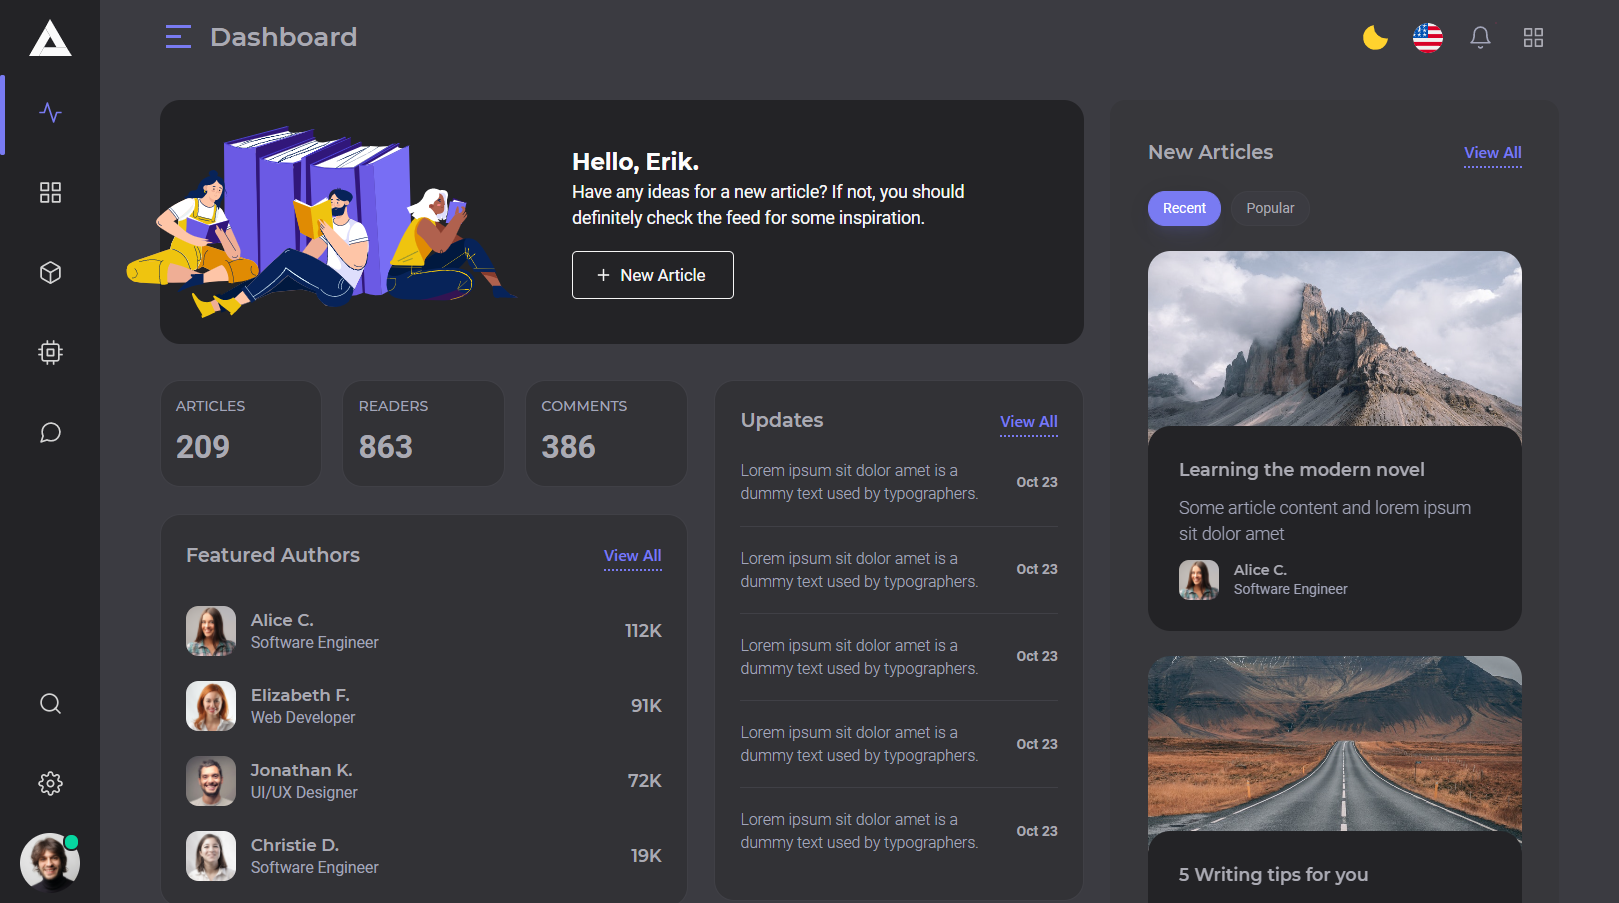 Dashboard
Hello, Erik.
Have any ideas for a new article? If not, you should
definitely check the feed for some inspiration.
+ New Article
ARTICLES
209
READERS
863
COMMENTS
386
Featured Authors
View All
Alice C.
Software Engineer
112K
Elizabeth F.
Web Developer
91K
Jonathan K.
UI/UX Designer
72K
Christie D.
Software Engineer
19K
Updates
View All
Lorem ipsum sit dolor amet is a
dummy text used by typographers.
Oct 23
Lorem ipsum sit dolor amet is a
dummy text used by typographers.
Oct 23
Lorem ipsum sit dolor amet is a
dummy text used by typographers.
Oct 23
Lorem ipsum sit dolor amet is a
dummy text used by typographers.
Oct 23
Lorem ipsum sit dolor amet is a
dummy text used by typographers.
Oct 23
New Articles
View All
Recent
Popular
Learning the modern novel
Some article content and lorem ipsum
sit dolor amet
Alice C.
Software Engineer
5 Writing tips for you